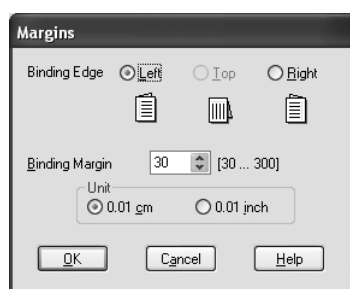 Margins
Binding Edge Left Top Right
Binding Margin 30 [30 ... 300]
Unit
0.01 cm 0.01 inch
OK Cancel Help